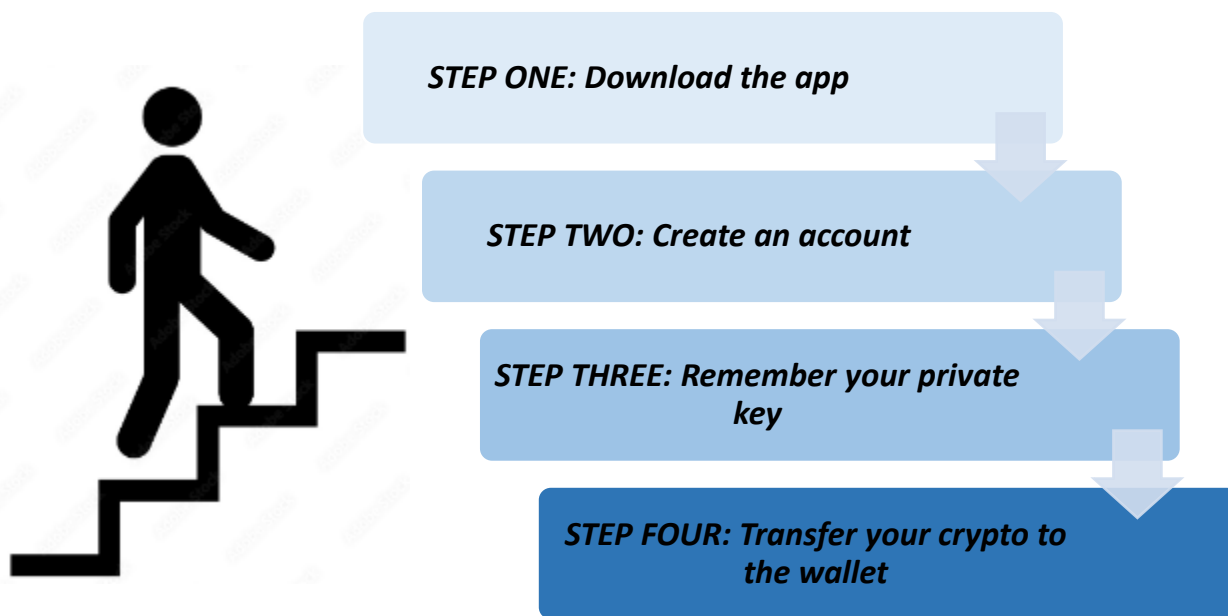 STEP ONE: Download the app
STEP TWO: Create an account
STEP THREE: Remember your private
key
STEP FOUR: Transfer your crypto to
the wallet